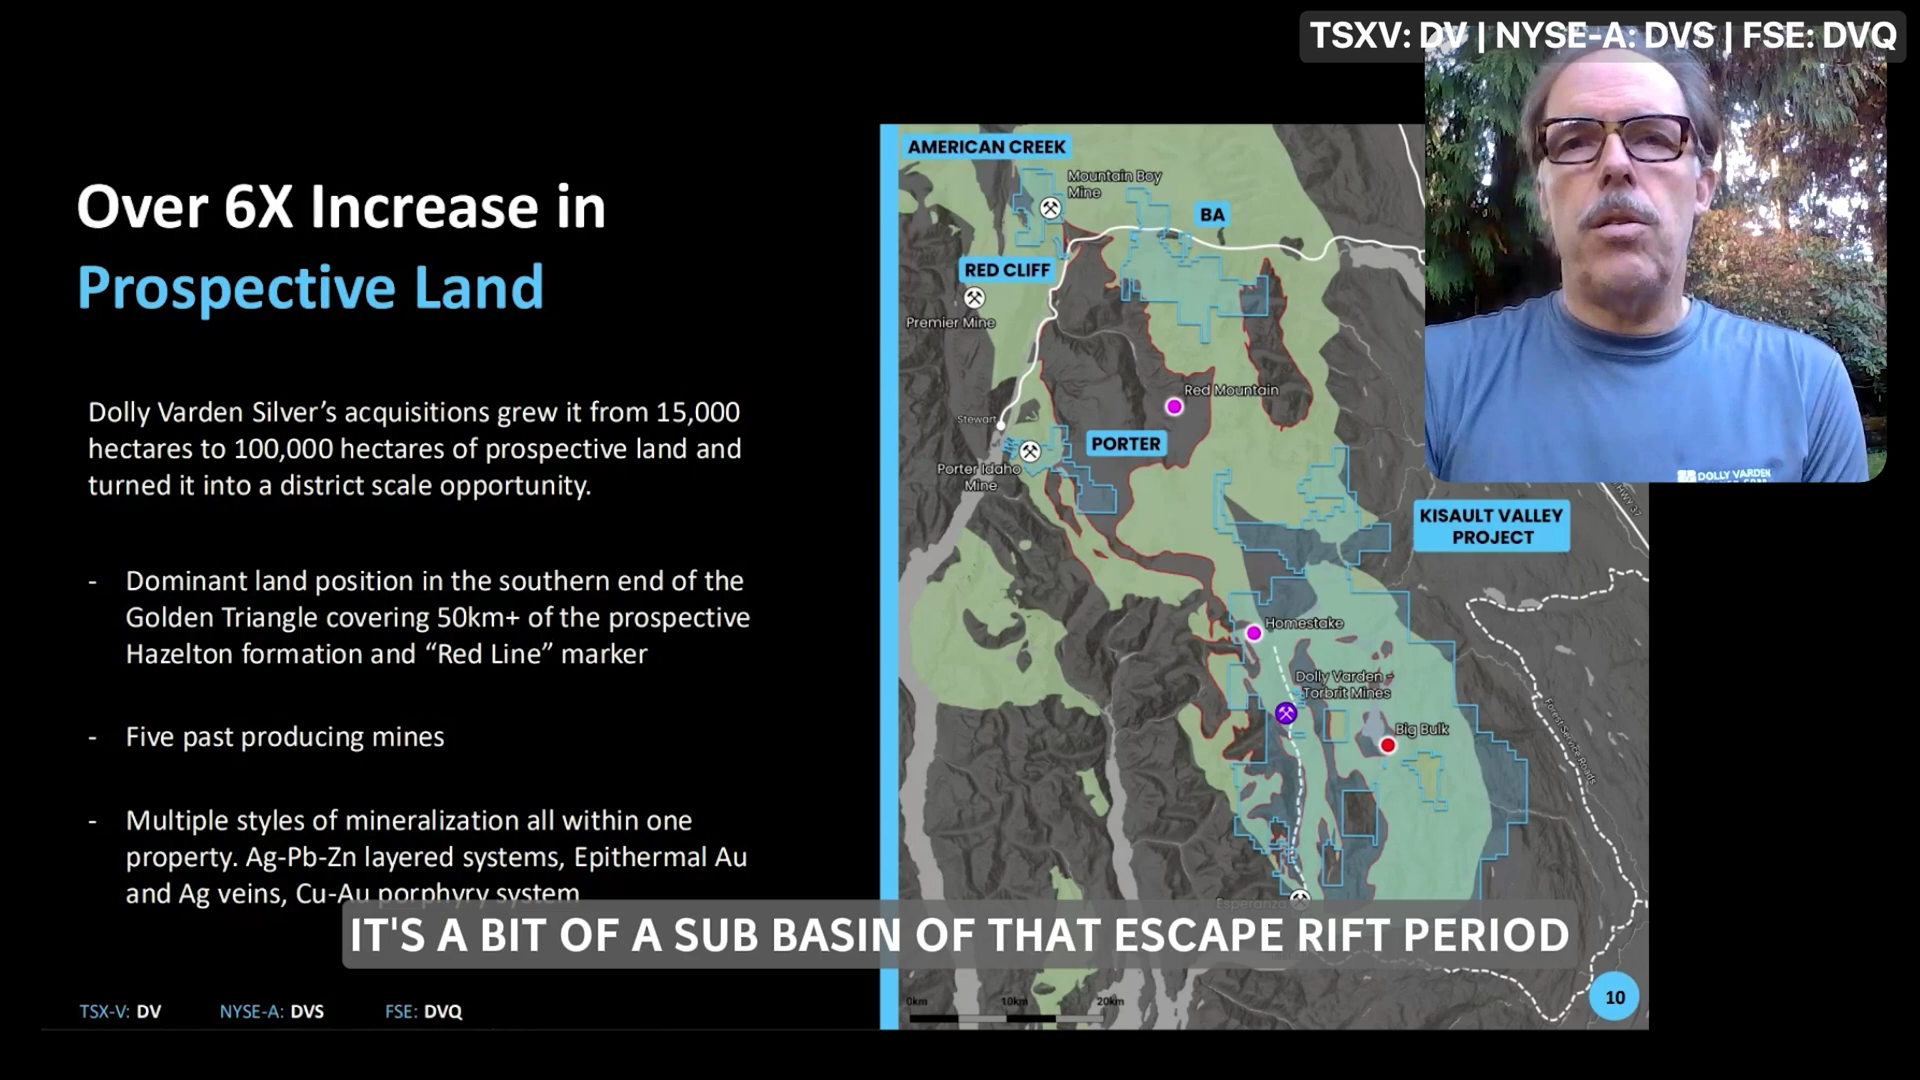 TSXV: DV | NYSE-A: DVS | FSE: DVQ
Over 6X Increase in
Prospective Land
Dolly Varden Silver's acquisitions grew it from 15,000
hectares to 100,000 hectares of prospective land and
turned it into a district scale opportunity.
- Dominant land position in the southern end of the
Golden Triangle covering 50km+ of the prospective
Hazelton formation and “Red Line” marker
- Five past producing mines
- Multiple styles of mineralization all within one
property. Ag-Pb-Zn layered systems, Epithermal Au
and Ag veins, Cu-Au porphyry system
AMERICAN CREEK
Mountain Boy
Mine
BA
RED CLIFF
Premier Mine
Red Mountain
Stewart
PORTER
Porter Idaho
Mine
DOLLY VARDEN
KISAULT VALLEY
PROJECT
Hwy 37
Homestake
Dolly Varden -
Torbrit Mines
Big Bulk
Forest Service Roads
Esperanza
IT'S A BIT OF A SUB BASIN OF THAT ESCAPE RIFT PERIOD
0km 10km 20km
10
TSX-V: DV NYSE-A: DVS FSE: DVQ